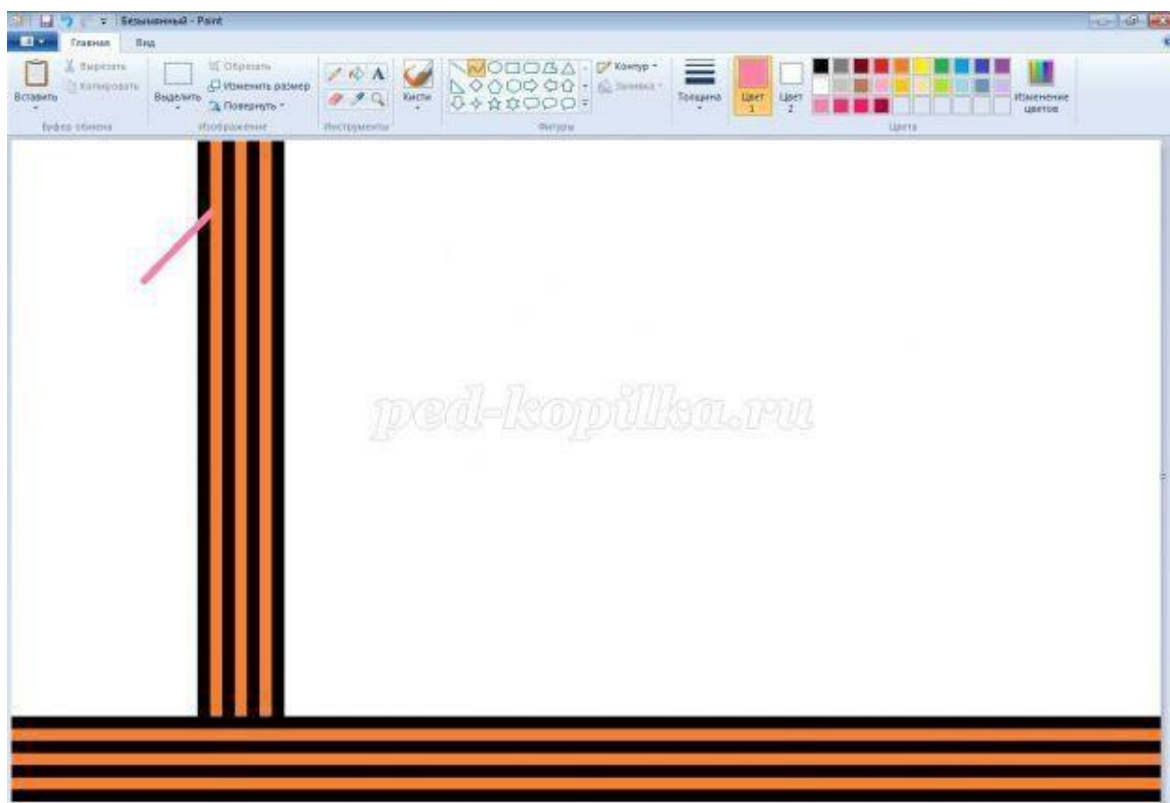 Безымянный - Paint
Главная Вид
Вставить
Вырезать
Копировать
Буфер обмена
Выделить
Обрезать
Изменить размер
Повернуть
Изображение
Инструменты
A
Кисти
Контур
Заливка
Фигуры
Толщина
Цвет 1
Цвет 2
Изменение цветов
Цвета
ped-kopilka.ru